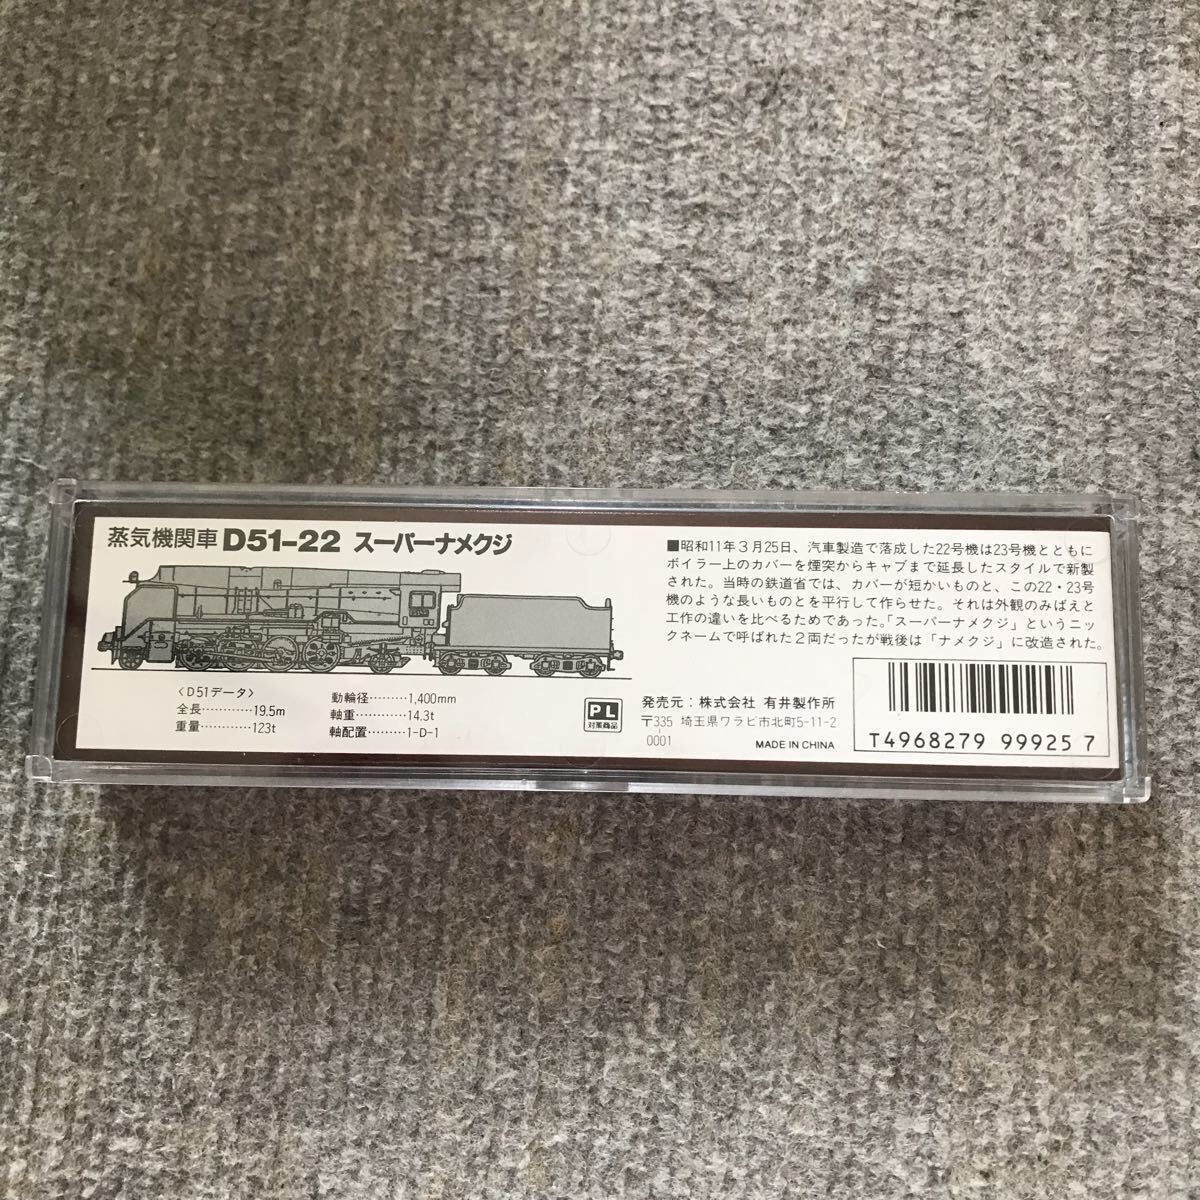 蒸気機関車 D51-22 スーパーナメクジ
〈D51データ〉
全長…………19.5m
重量…………123t
動輪径………1,400mm
軸重…………14.3t
軸配置………1-D-1
PL
対策商品
■昭和11年3月25日、汽車製造で落成した22号機は23号機とともに
ボイラー上のカバーを煙突からキャブまで延長したスタイルで新製
された。当時の鉄道省では、カバーが短かいものと、この22・23号
機のような長いものとを平行して作らせた。それは外観のみばえと
工作の違いを比べるためであった。「スーパーナメクジ」というニッ
クネームで呼ばれた2両だったが戦後は「ナメクジ」に改造された。
発売元：株式会社 有井製作所
〒335-0001 埼玉県ワラビ市北町5-11-2
MADE IN CHINA
T4968279 99925 7